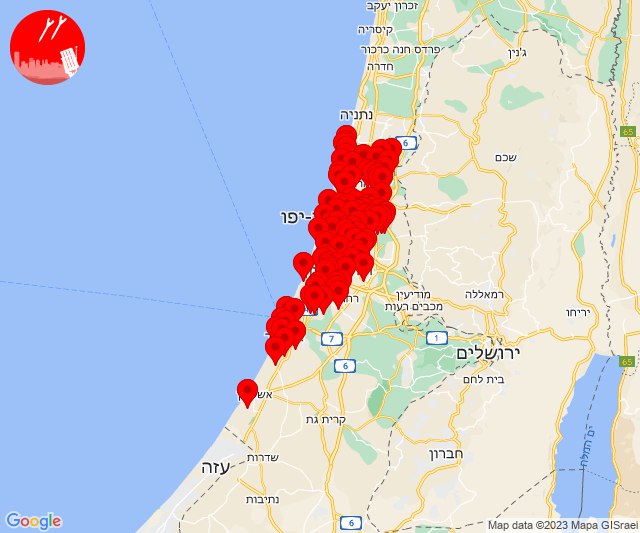 זכרון יעקב
קיסריה
פרדס חנה כרכור
ג'נין
חדרה
נתניה
65
6
שכם
-יפו
רמאללה
מודיעין
מכבים רעות
יריחו
7
1
ירושלים
65
6
בית לחם
קרית גת
ים המלח
חברון
שדרות
עזה
נתיבות
6
Google
Map data ©2023 Mapa GISrael